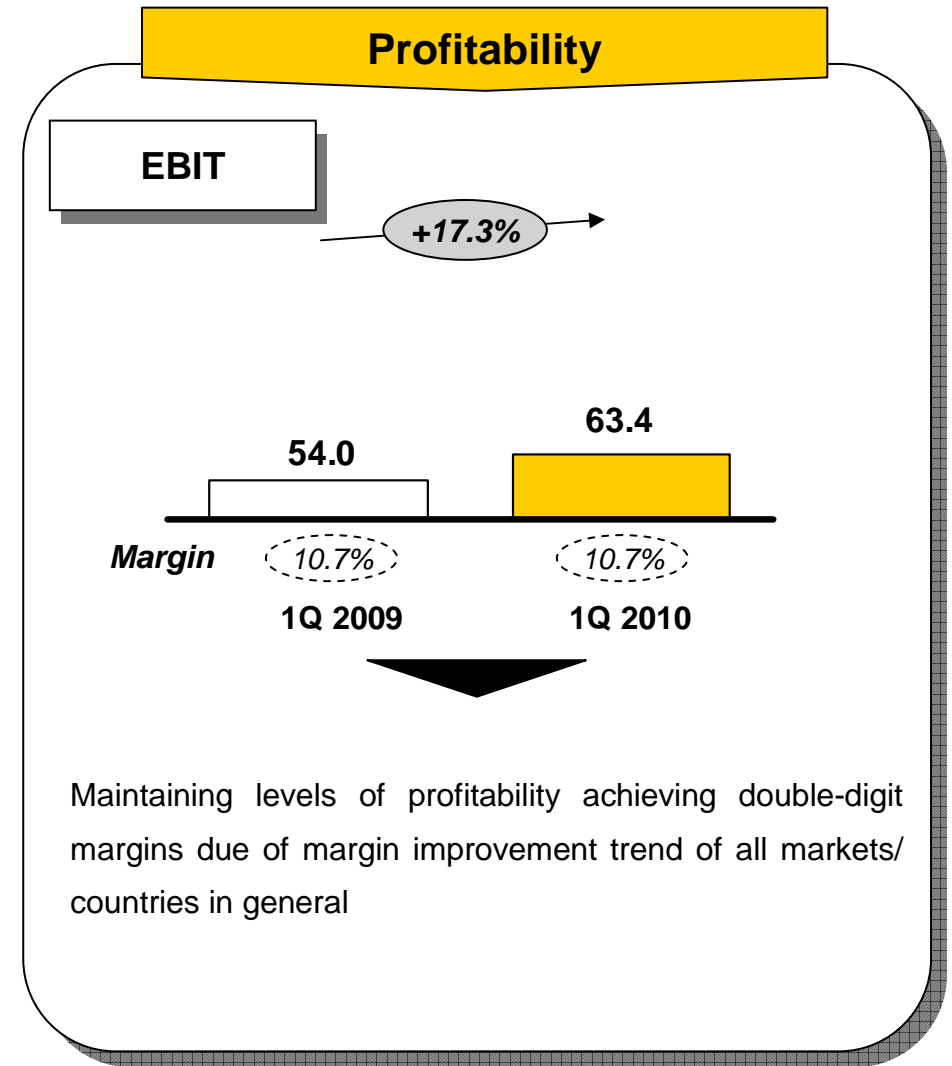 Profitability
EBIT
+17.3%
63.4
54.0
Margin 10.7% 10.7%
1Q 2009 1Q 2010
Maintaining levels of profitability achieving double-digit
margins due of margin improvement trend of all markets/
countries in general